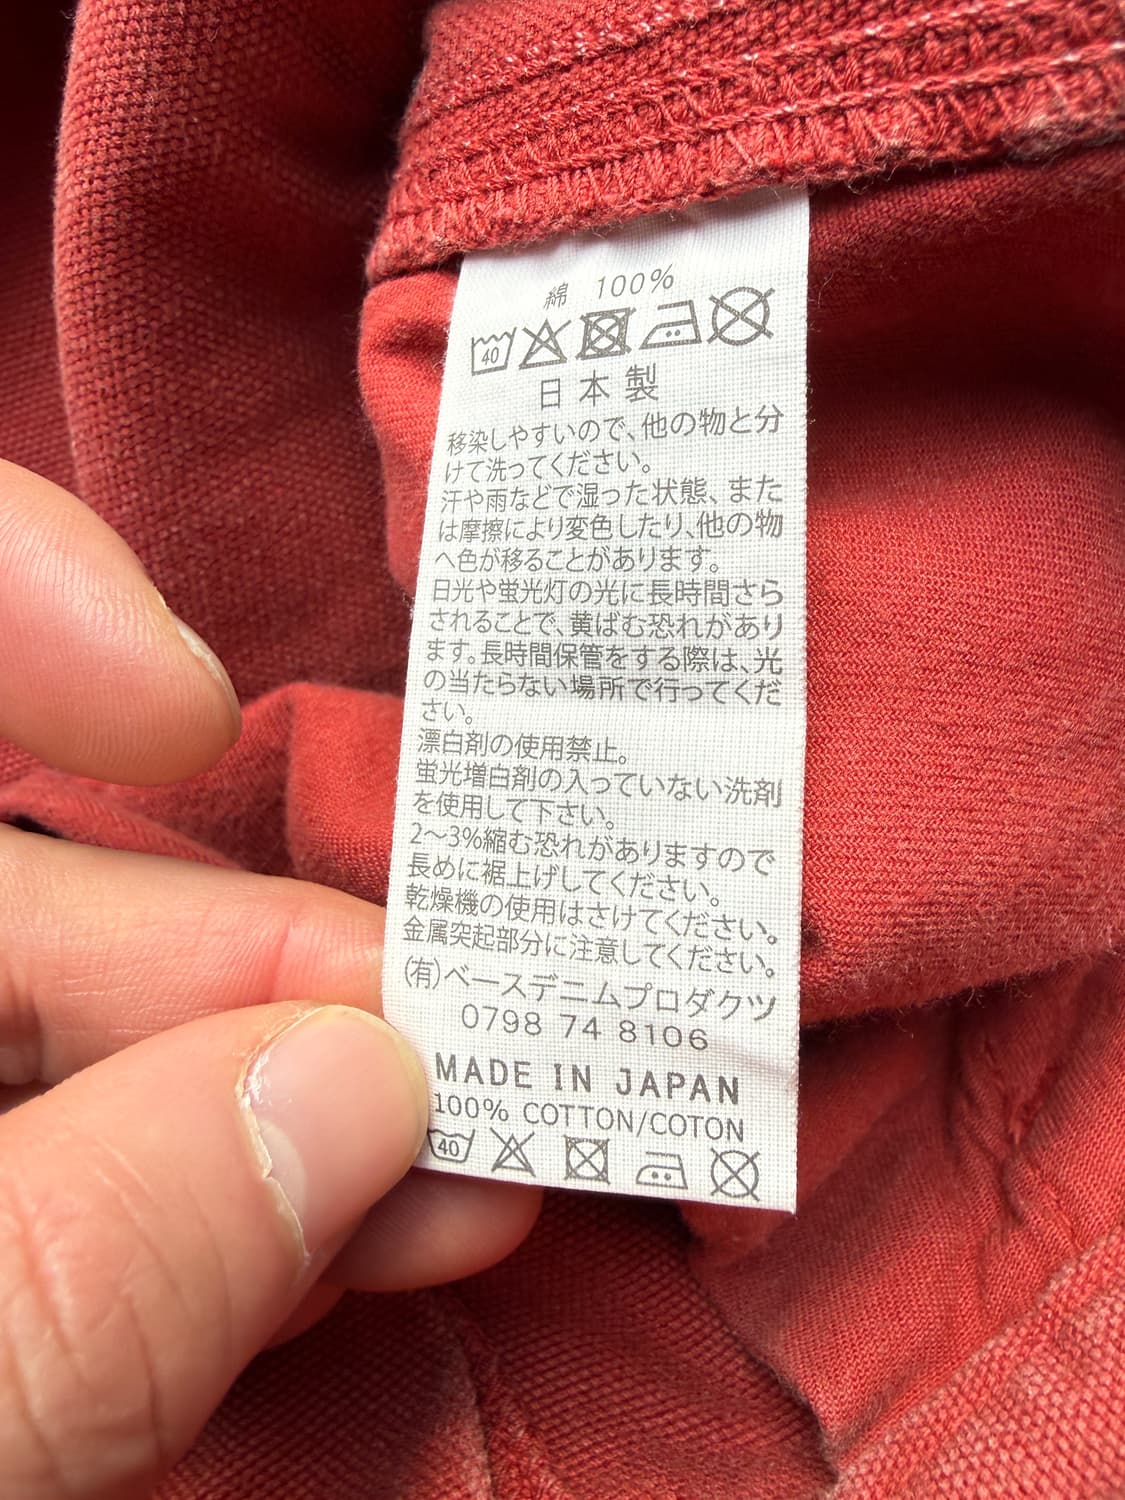 綿 100%
40
日本製
移染しやすいので、他の物と分
けて洗ってください。
汗や雨などで湿った状態、また
は摩擦により変色したり、他の物
へ色が移ることがあります。
日光や蛍光灯の光に長時間さら
されることで、黄ばむ恐れがあり
ます。長時間保管をする際は、光
の当たらない場所で行ってくだ
さい。
漂白剤の使用禁止。
蛍光増白剤の入っていない洗剤
を使用して下さい。
2〜3%縮む恐れがありますので
長めに裾上げしてください。
乾燥機の使用はさけてください。
金属突起部分に注意してください。
(有)ベースデニムプロダクツ
0798 74 8106
MADE IN JAPAN
100% COTTON/COTON
40